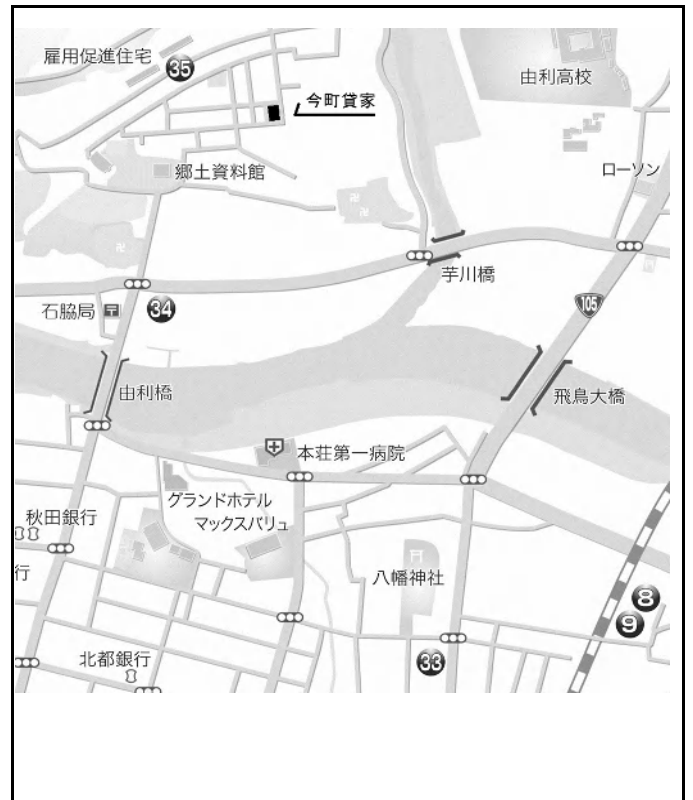 雇用促進住宅
35
今町貸家
由利高校
郷土資料館
ローソン
芋川橋
105
石脇局
34
由利橋
飛鳥大橋
本荘第一病院
グランドホテル
マックスバリュ
秋田銀行
行
八幡神社
8
9
北都銀行
33